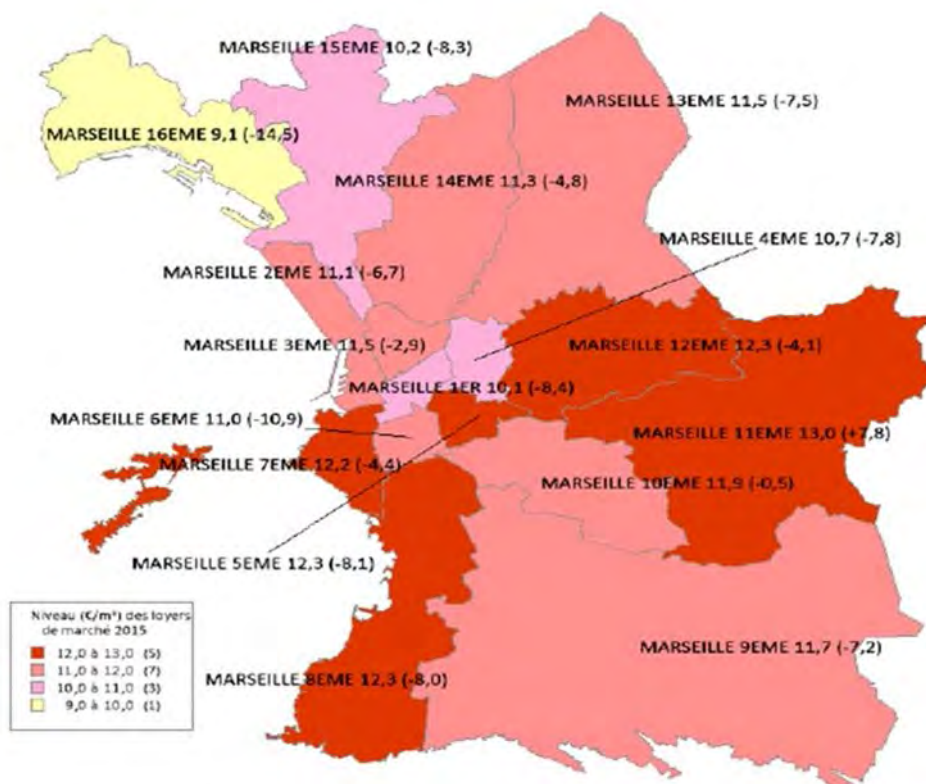 MARSEILLE 15EME 10,2 (-8,3)
MARSEILLE 13EME 11,5 (-7,5)
MARSEILLE 16EME 9,1 (-14,5)
MARSEILLE 14EME 11,3 (-4,8)
MARSEILLE 4EME 10,7 (-7,8)
MARSEILLE 2EME 11,1 (-6,7)
MARSEILLE 3EME 11,5 (-2,9)
MARSEILLE 12EME 12,3 (-4,1)
MARSEILLE 1ER 10,1 (-8,4)
MARSEILLE 6EME 11,0 (-10,9)
MARSEILLE 11EME 13,0 (+7,8)
MARSEILLE 7EME 12,2 (-4,4)
MARSEILLE 10EME 11,9 (-0,5)
MARSEILLE 5EME 12,3 (-8,1)
Niveau (€/m²) des loyers
de marché 2015
12,0 à 13,0 (5)
11,0 à 12,0 (7)
10,0 à 11,0 (3)
9,0 à 10,0 (1)
MARSEILLE 9EME 11,7 (-7,2)
MARSEILLE 8EME 12,3 (-8,0)